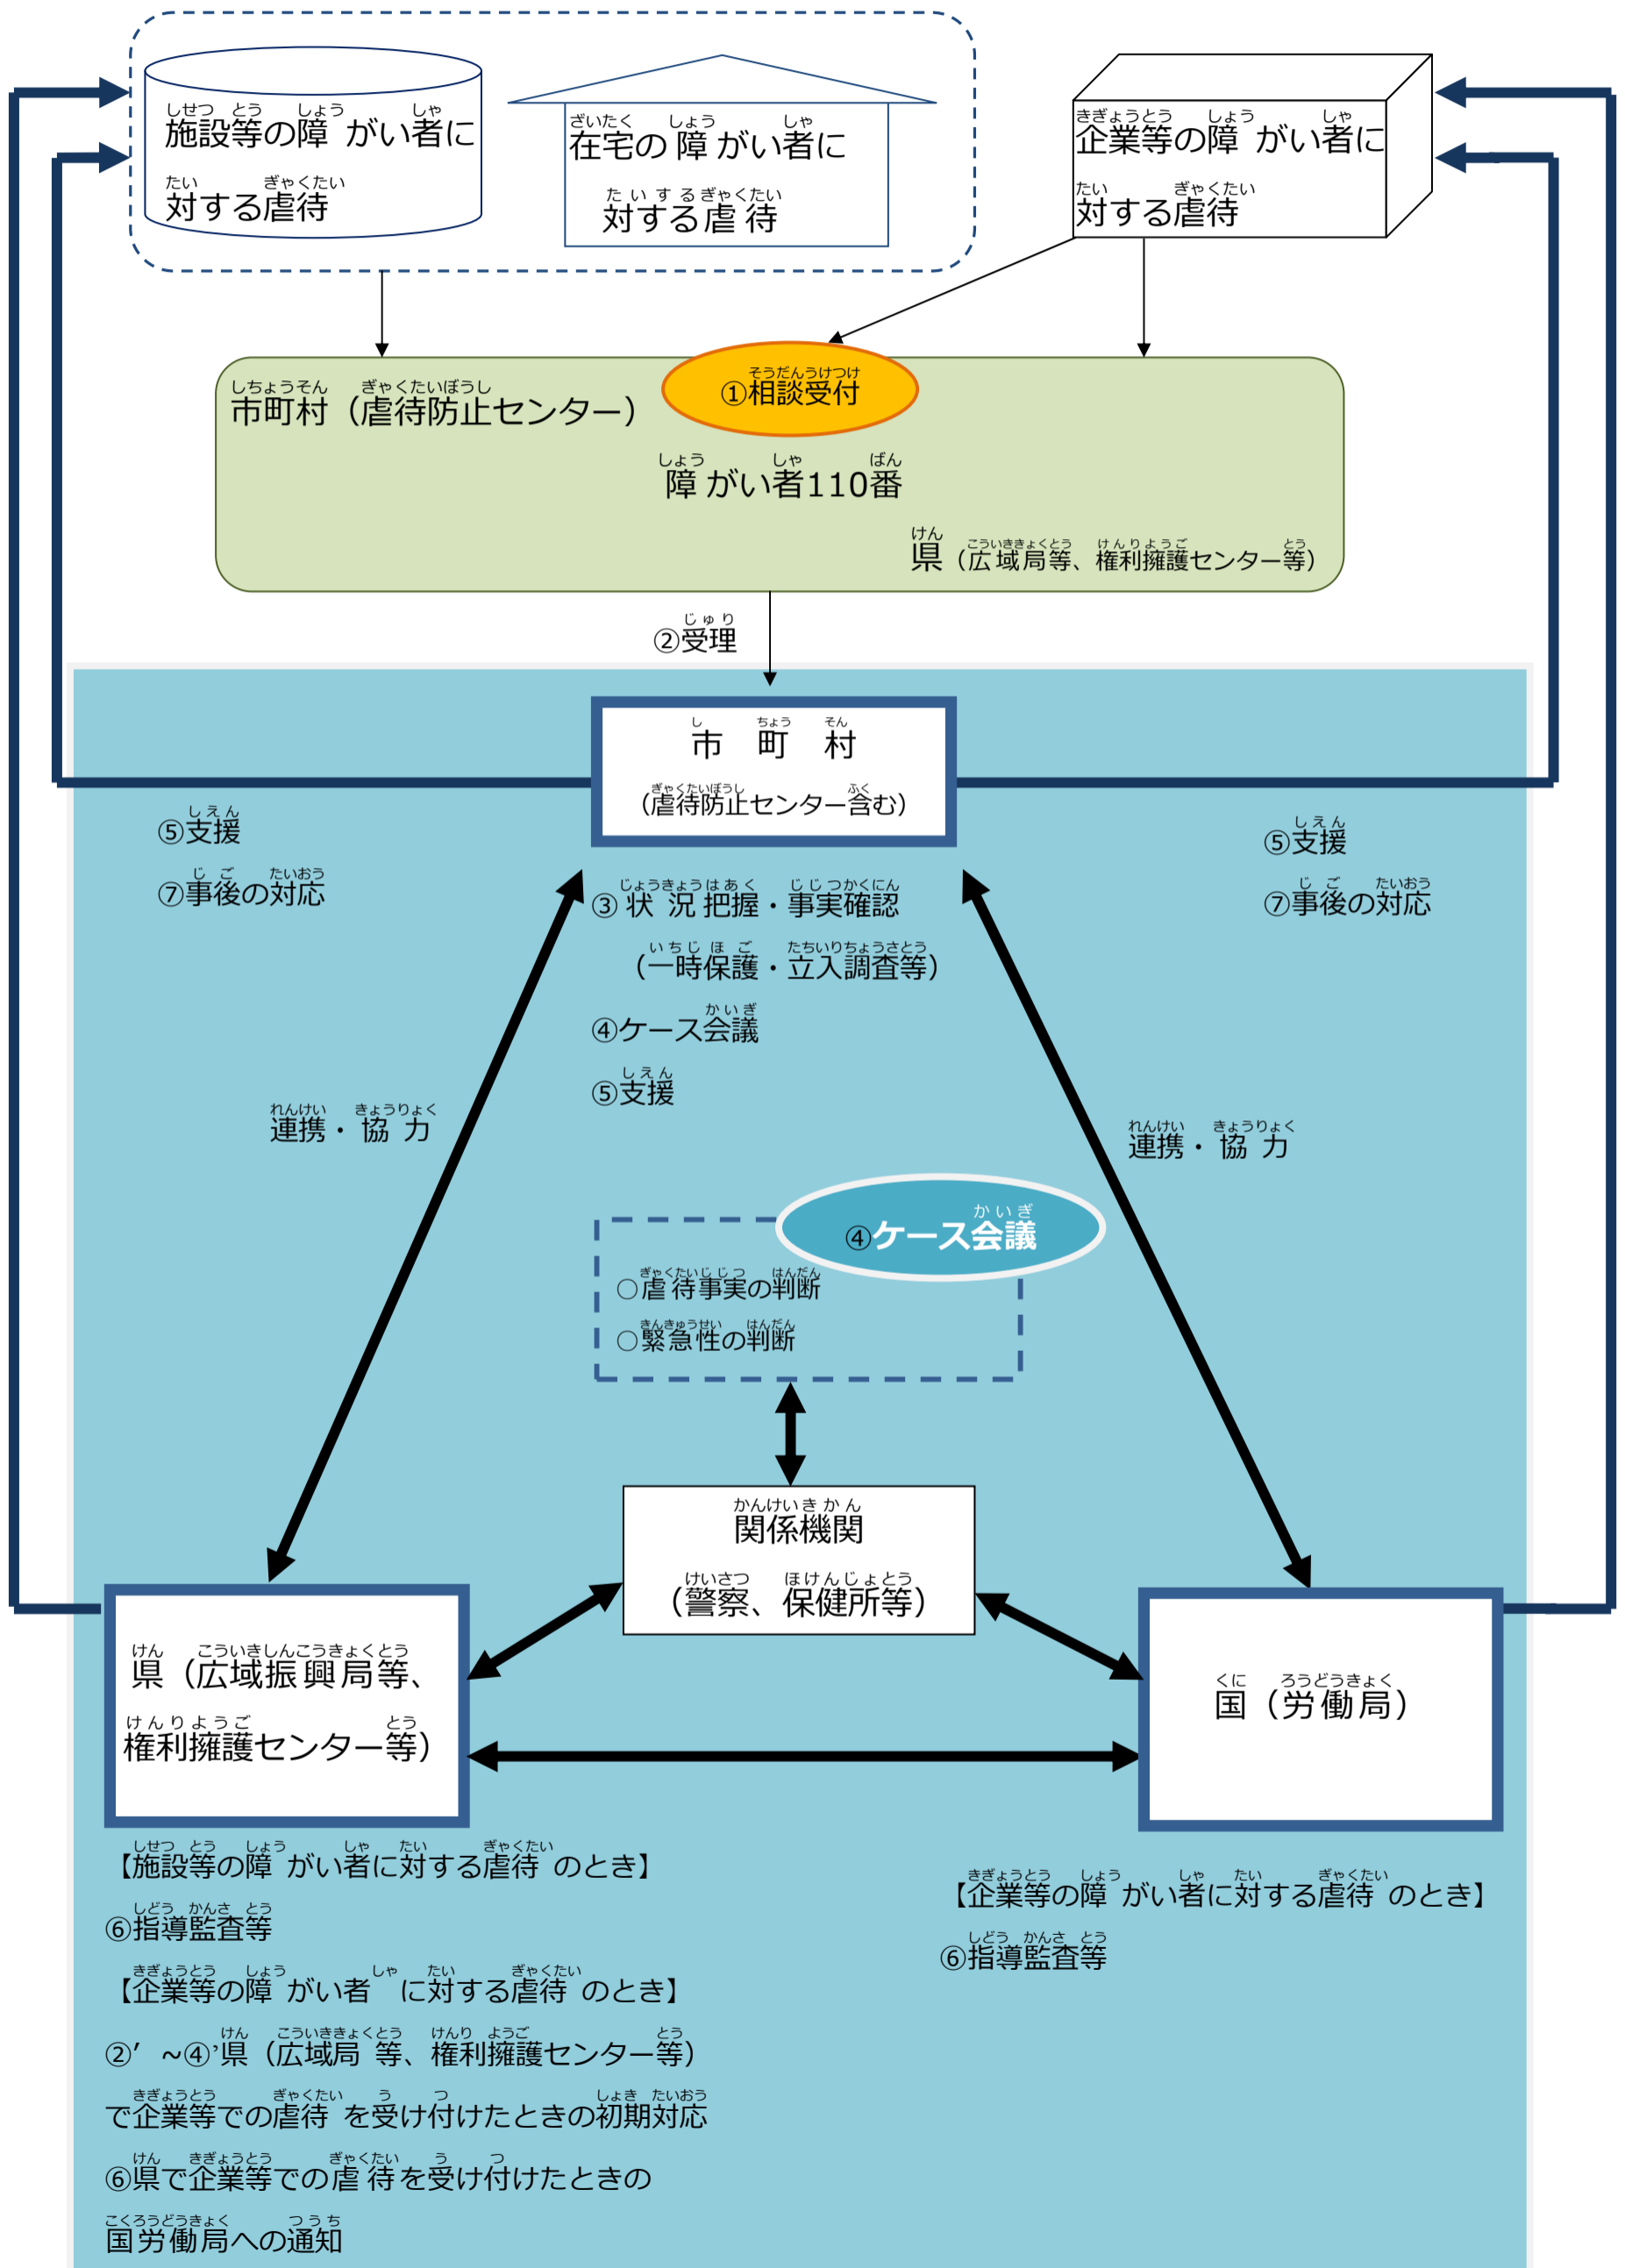 施設等の障がい者に
対する虐待
在宅の障がい者に
対する虐待
企業等の障がい者に
対する虐待
①相談受付
市町村（虐待防止センター）
障がい者110番
県（広域局等、権利擁護センター等）
②受理
市　町　村
（虐待防止センター含む）
⑤支援
⑦事後の対応
⑤支援
⑦事後の対応
③状況把握・事実確認
（一時保護・立入調査等）
④ケース会議
⑤支援
連携・協力
連携・協力
④ケース会議
○虐待事実の判断
○緊急性の判断
関係機関
（警察、保健所等）
県（広域振興局等、
権利擁護センター等）
国（労働局）
【施設等の障がい者に対する虐待のとき】
⑥指導監査等
【企業等の障がい者に対する虐待のとき】
②’~④’県（広域局等、権利擁護センター等）
で企業等での虐待を受け付けたときの初期対応
⑥県で企業等での虐待を受け付けたときの
国労働局への通知
【企業等の障がい者に対する虐待のとき】
⑥指導監査等